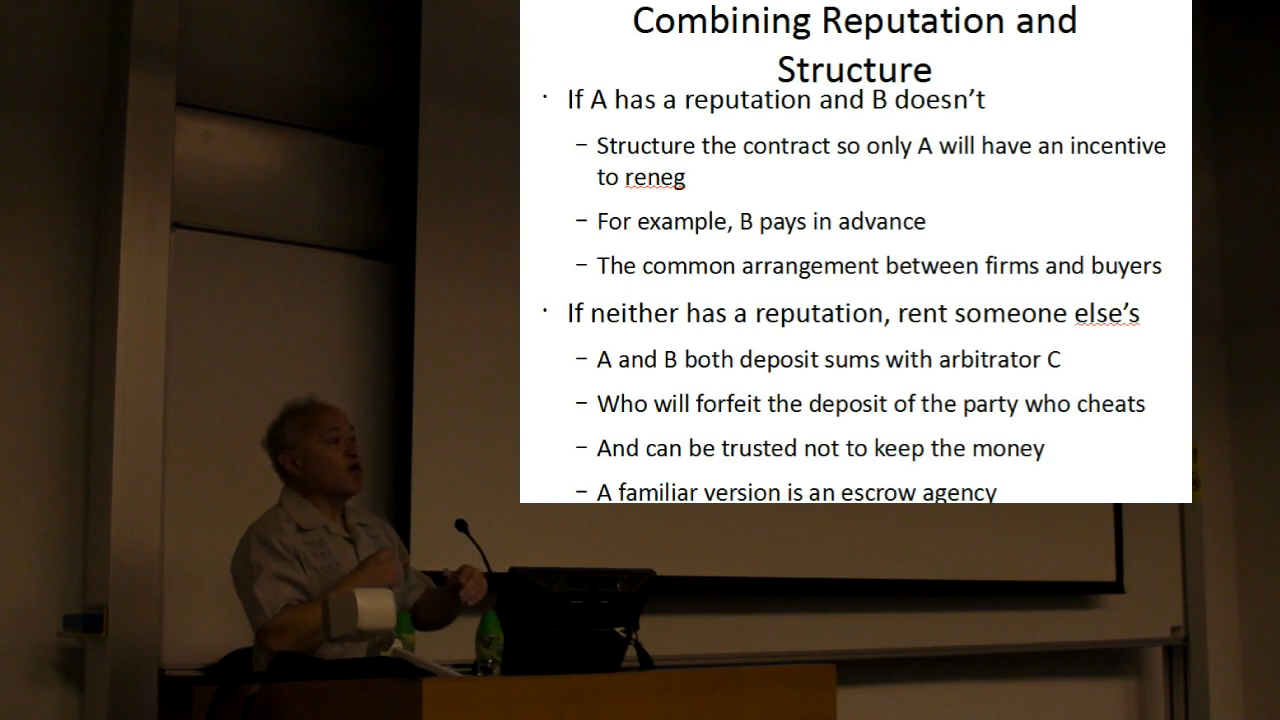 Combining Reputation and
Structure
· If A has a reputation and B doesn’t
– Structure the contract so only A will have an incentive
to reneg
– For example, B pays in advance
– The common arrangement between firms and buyers
· If neither has a reputation, rent someone else’s
– A and B both deposit sums with arbitrator C
– Who will forfeit the deposit of the party who cheats
– And can be trusted not to keep the money
– A familiar version is an escrow agency